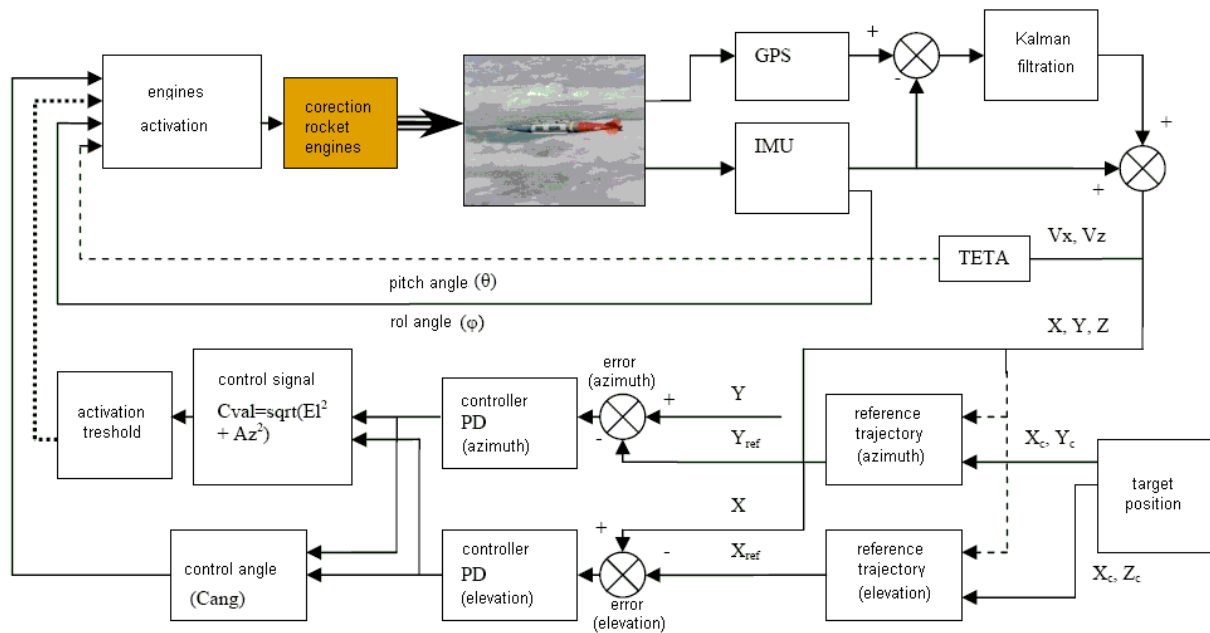 engines
activation
corection
rocket
engines
GPS
+
-
Kalman
filtration
IMU
+
+
Vx, Vz
TETA
pitch angle (θ)
rol angle (φ)
X, Y, Z
activation
treshold
control signal
Cval=sqrt(El²
+ Az²)
controller
PD
(azimuth)
error
(azimuth)
+
-
Y
Yref
reference
trajectory
(azimuth)
Xc, Yc
target
position
control angle
(Cang)
controller
PD
(elevation)
+
-
error
(elevation)
X
Xref
reference
trajectory
(elevation)
Xc, Zc